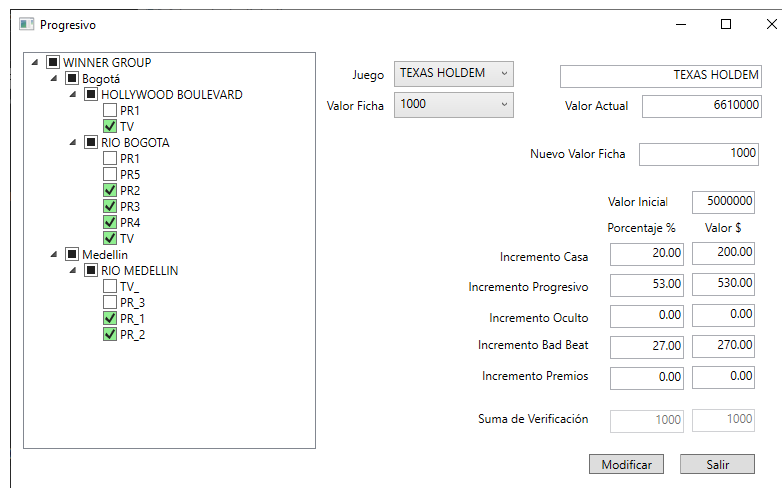 Progresivo
WINNER GROUP
Bogotá
HOLLYWOOD BOULEVARD
PR1
TV
RIO BOGOTA
PR1
PR5
PR2
PR3
PR4
TV
Medellin
RIO MEDELLIN
TV_
PR_3
PR_1
PR_2
Juego TEXAS HOLDEM TEXAS HOLDEM
Valor Ficha 1000 Valor Actual 6610000
Nuevo Valor Ficha 1000
Valor Inicial 5000000
Porcentaje % Valor $
Incremento Casa 20.00 200.00
Incremento Progresivo 53.00 530.00
Incremento Oculto 0.00 0.00
Incremento Bad Beat 27.00 270.00
Incremento Premios 0.00 0.00
Suma de Verificación 1000 1000
Modificar Salir